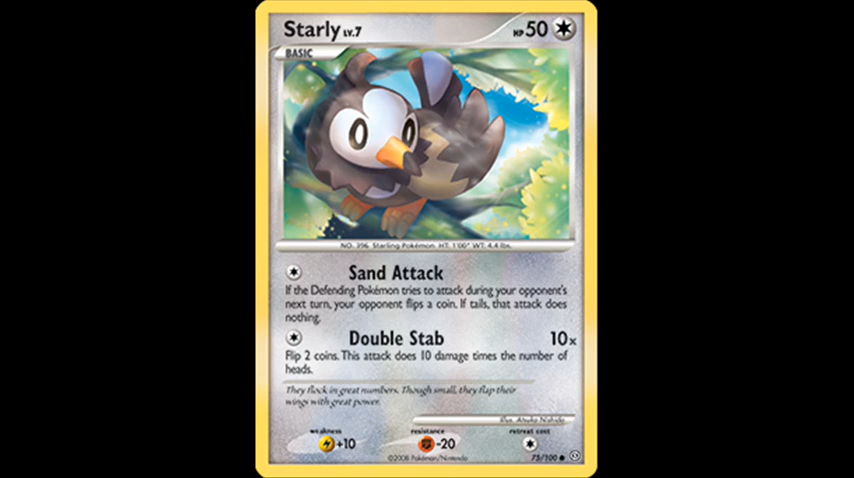 Starly LV.7 HP 50
BASIC
NO. 396 Starling Pokémon. HT: 1'00" WT: 4.4 lbs.
Sand Attack
If the Defending Pokémon tries to attack during your opponent's
next turn, your opponent flips a coin. If tails, that attack does
nothing.
Double Stab 10x
Flip 2 coins. This attack does 10 damage times the number of
heads.
They flock in great numbers. Though small, they flap their
wings with great power.
Illus. Atsuko Nishida
weakness resistance retreat cost
+10 -20
©2008 Pokémon/Nintendo 75/100